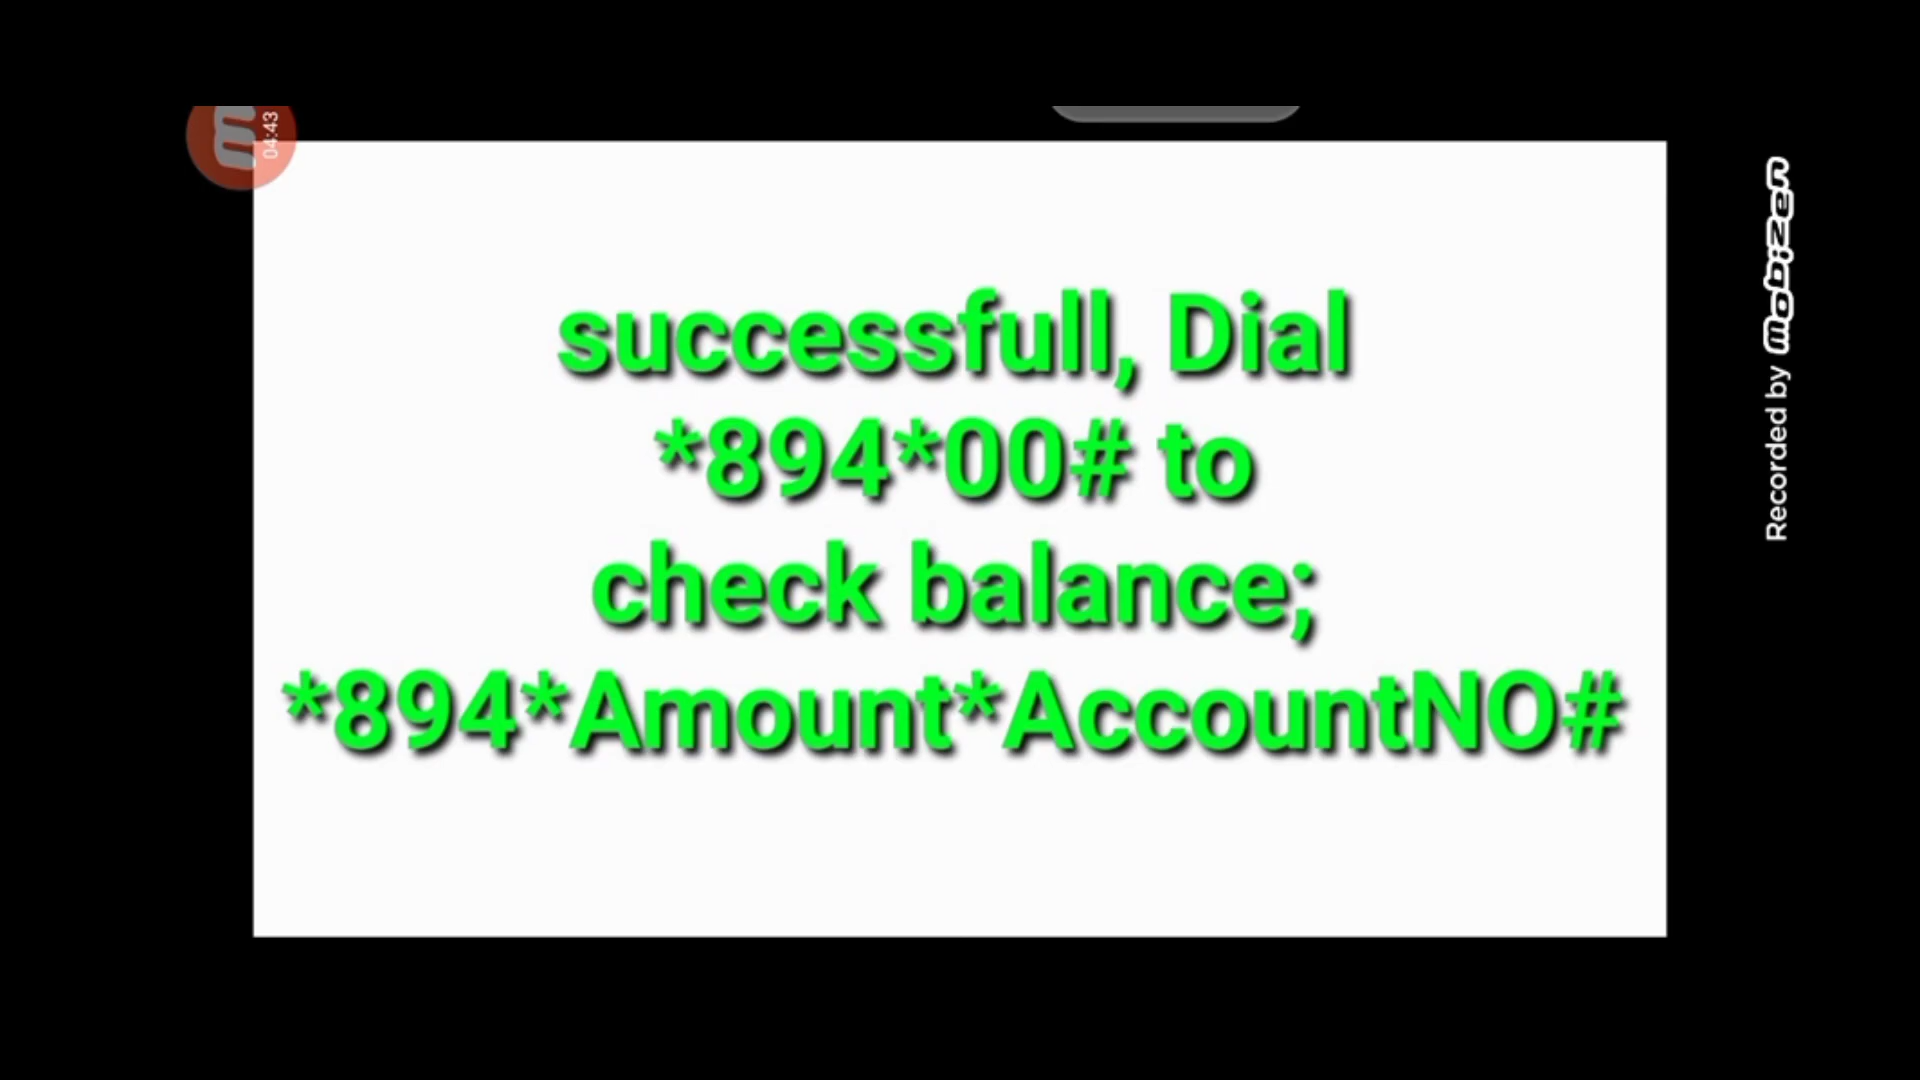 04:43
successfull, Dial
*894*00# to
check balance;
*894*Amount*AccountNO#
Recorded by mobizen